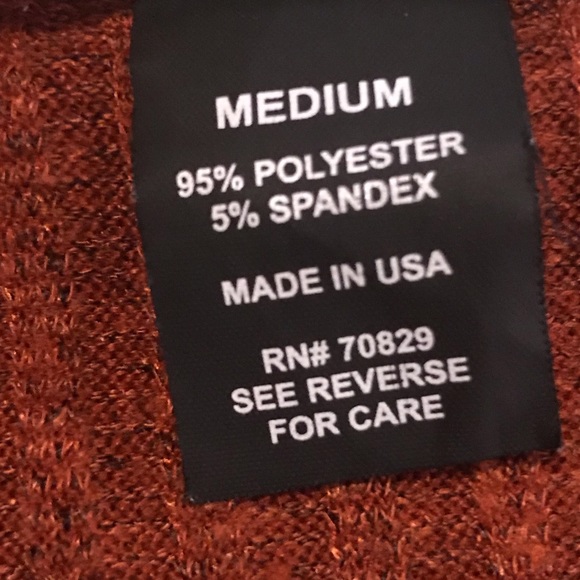 MEDIUM
95% POLYESTER
5% SPANDEX
MADE IN USA
RN# 70829
SEE REVERSE
FOR CARE